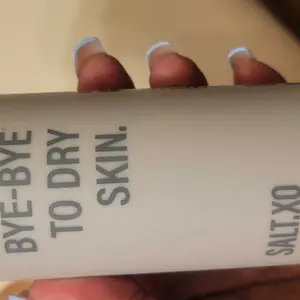 BYE-BYE
TO DRY
SKIN.
SALT.XO